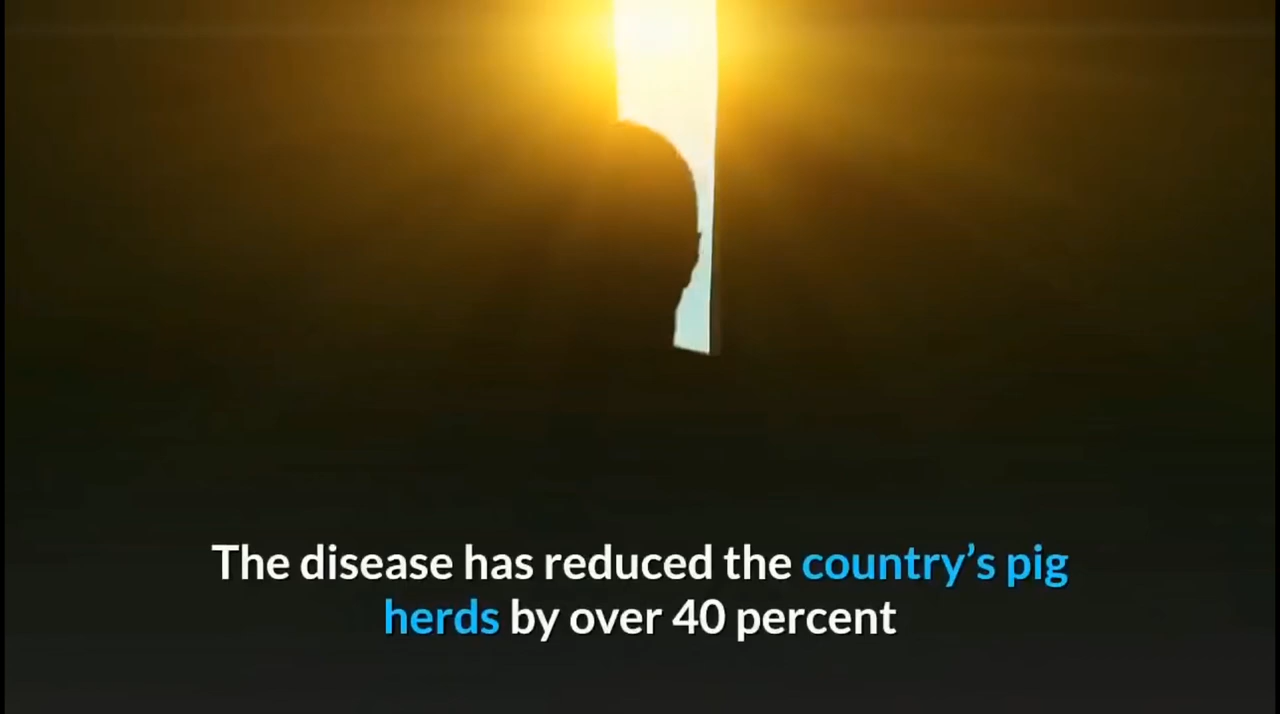 The disease has reduced the country’s pig
herds by over 40 percent